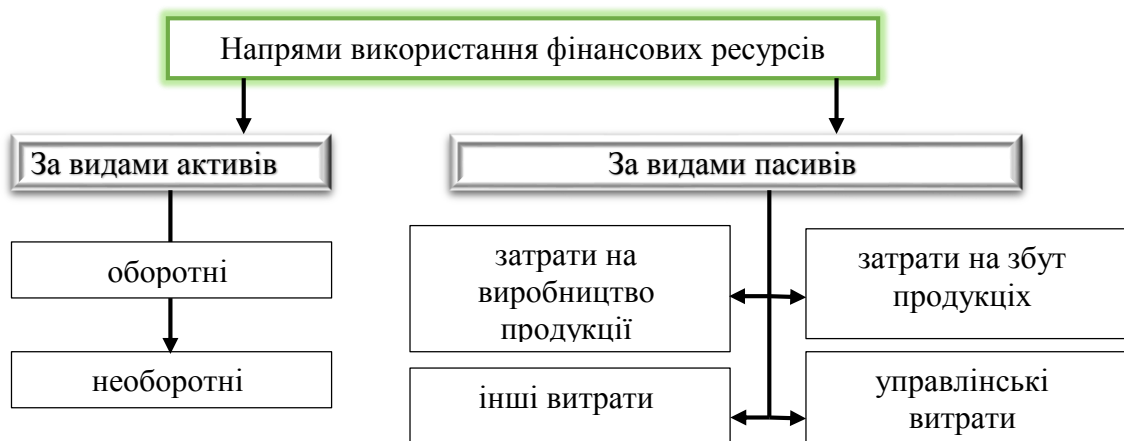 Напрями використання фінансових ресурсів
За видами активів
За видами пасивів
оборотні
необоротні
затрати на
виробництво
продукції
затрати на збут
продукціх
інші витрати
управлінські
витрати